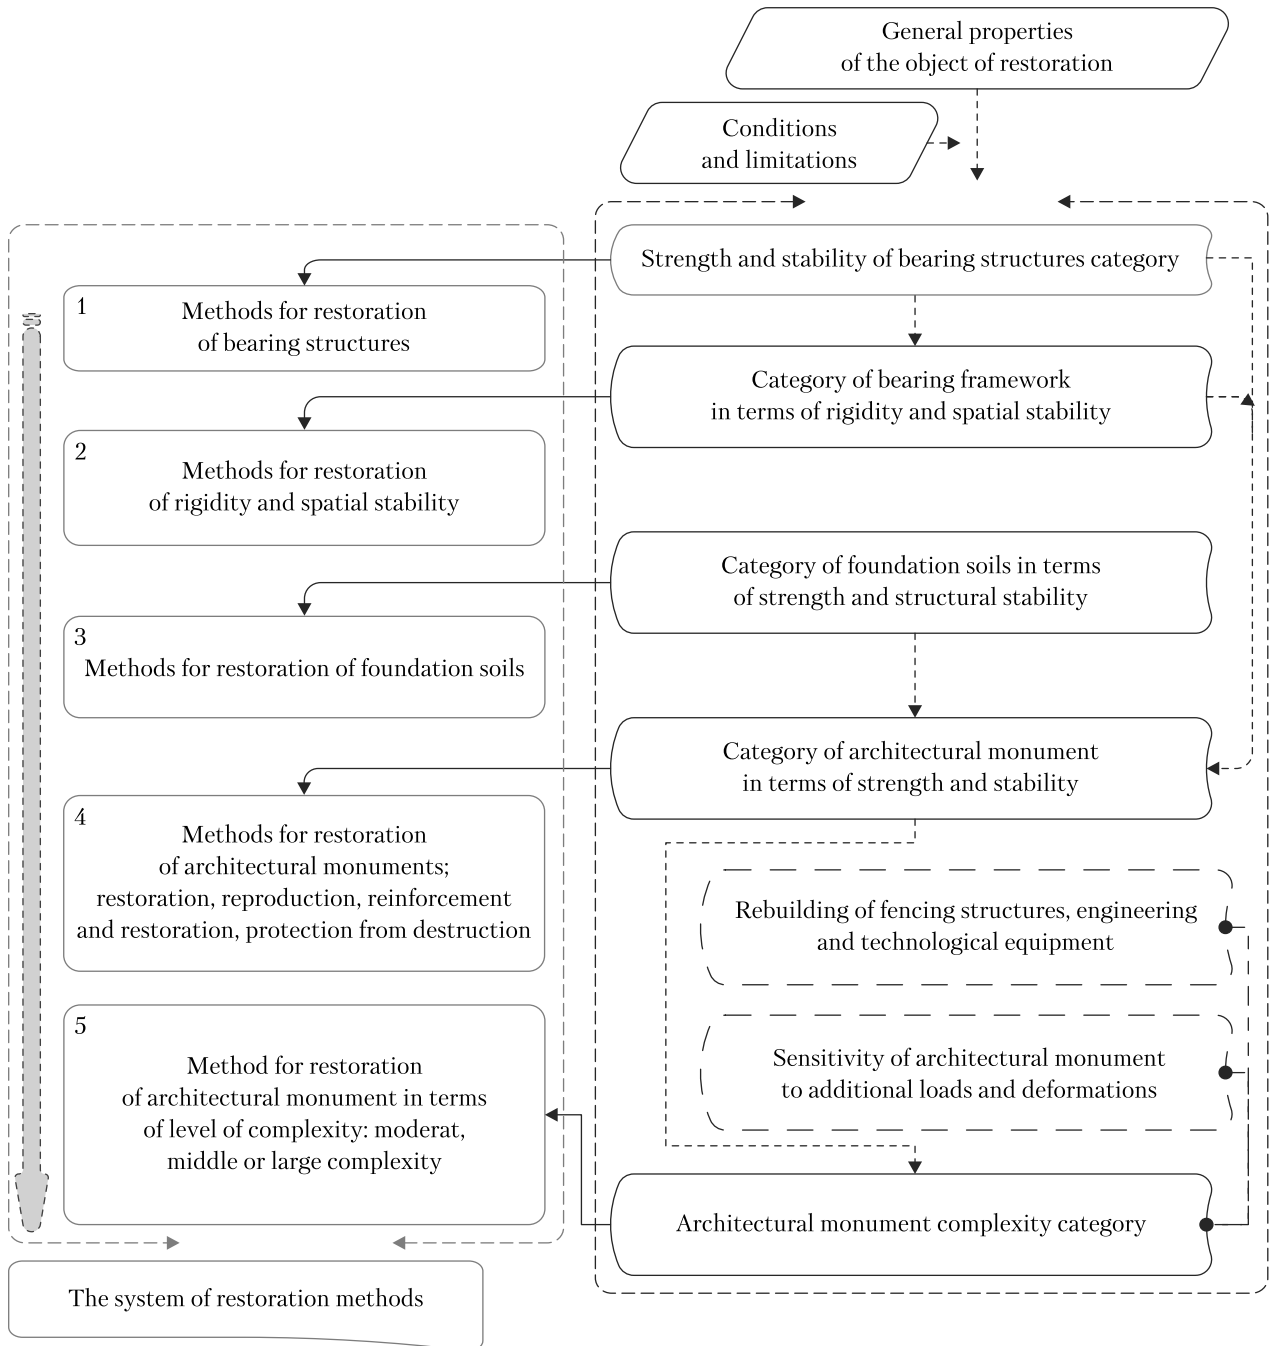 General properties
of the object of restoration
Conditions
and limitations
Strength and stability of bearing structures category
1
Methods for restoration
of bearing structures
Category of bearing framework
in terms of rigidity and spatial stability
2
Methods for restoration
of rigidity and spatial stability
Category of foundation soils in terms
of strength and structural stability
3
Methods for restoration of foundation soils
Category of architectural monument
in terms of strength and stability
4
Methods for restoration
of architectural monuments;
restoration, reproduction, reinforcement
and restoration, protection from destruction
Rebuilding of fencing structures, engineering
and technological equipment
5
Method for restoration
of architectural monument in terms
of level of complexity: moderat,
middle or large complexity
Sensitivity of architectural monument
to additional loads and deformations
Architectural monument complexity category
The system of restoration methods